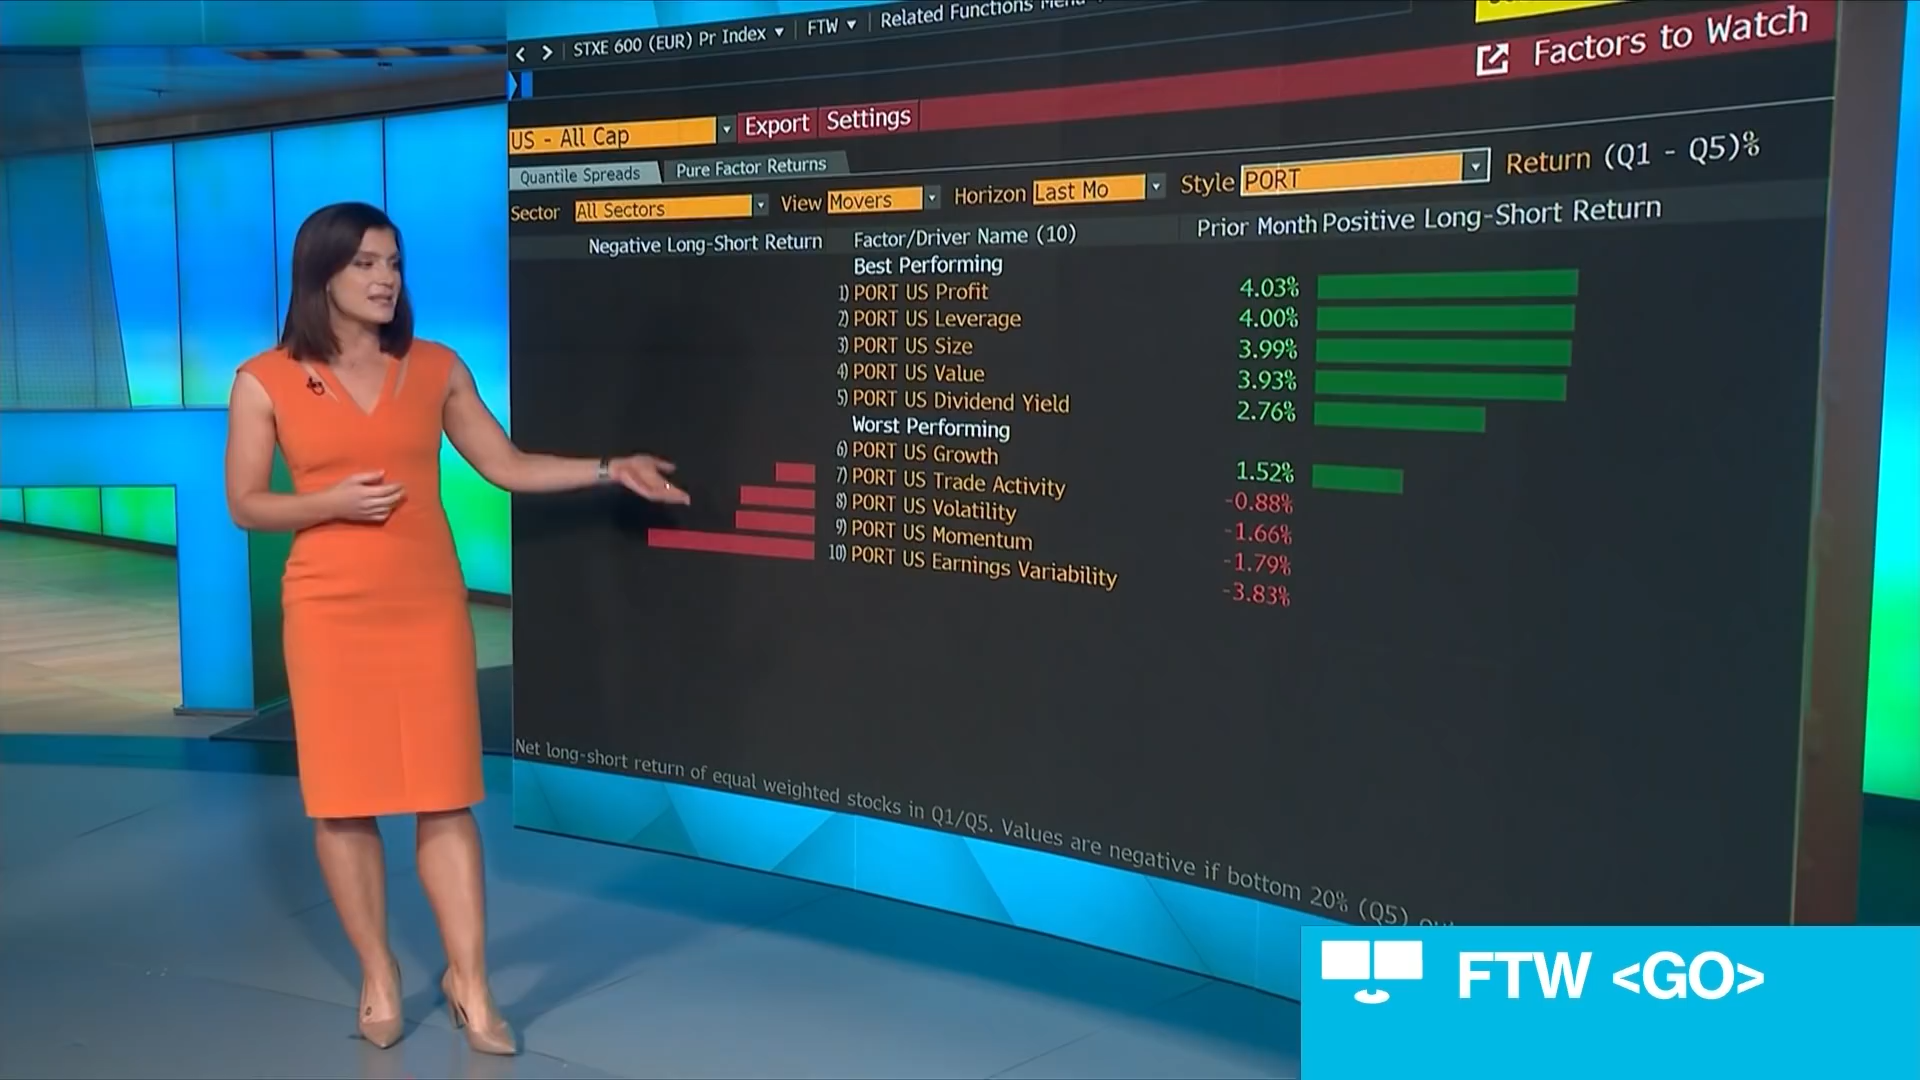 STXE 600 (EUR) Pr Index
FTW
Related Functions Menu
Factors to Watch
US - All Cap
Export
Settings
Quantile Spreads
Pure Factor Returns
Sector
All Sectors
View
Movers
Horizon
Last Mo
Style
PORT
Return (Q1 - Q5)%
Negative Long-Short Return
Factor/Driver Name (10)
Prior Month
Positive Long-Short Return
Best Performing
1) PORT US Profit 4.03%
2) PORT US Leverage 4.00%
3) PORT US Size 3.99%
4) PORT US Value 3.93%
5) PORT US Dividend Yield 2.76%
Worst Performing
6) PORT US Growth 1.52%
7) PORT US Trade Activity -0.88%
8) PORT US Volatility -1.66%
9) PORT US Momentum -1.79%
10) PORT US Earnings Variability -3.83%
Net long-short return of equal weighted stocks in Q1/Q5. Values are negative if bottom 20% (Q5)
FTW <GO>